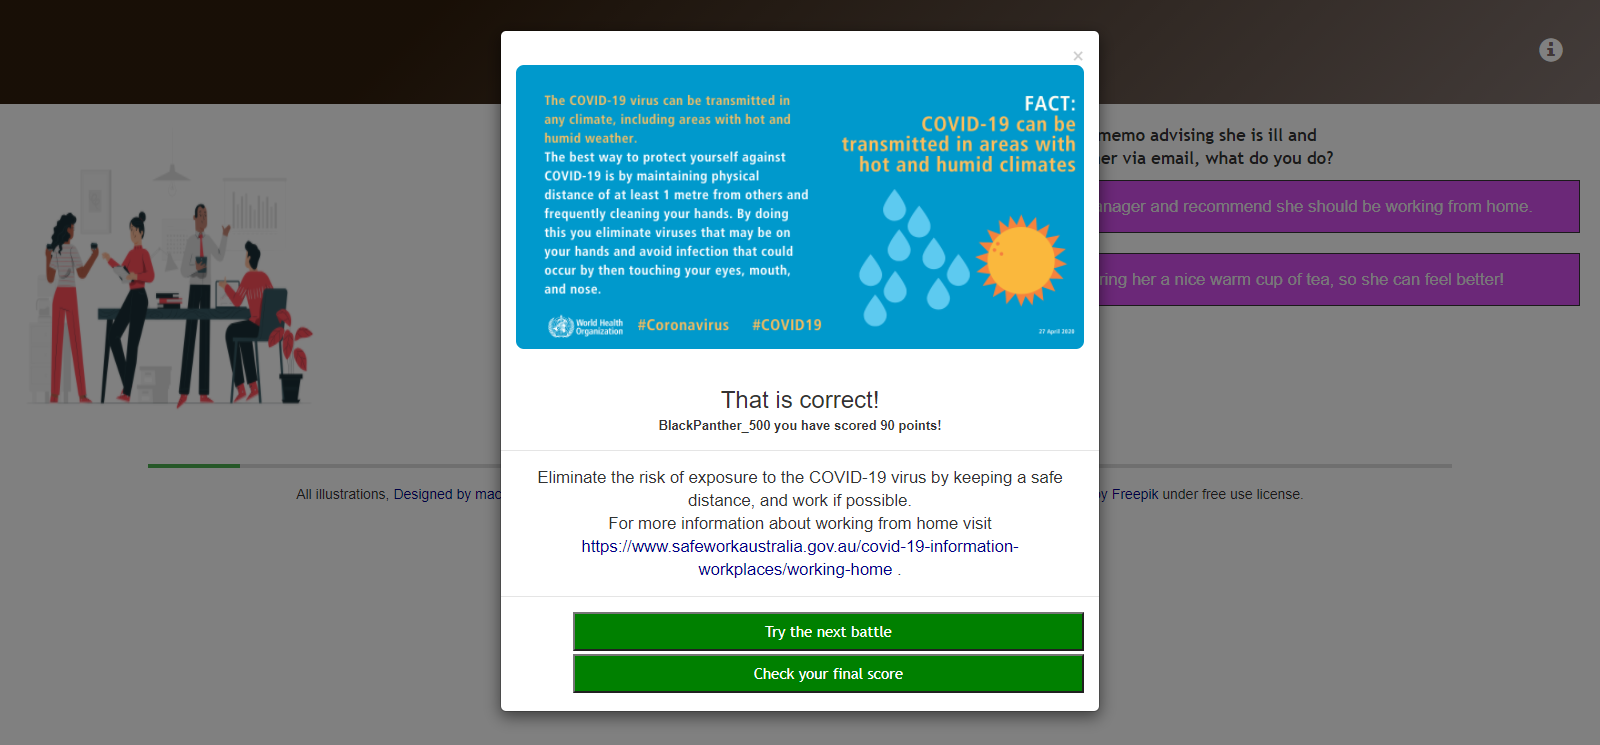 ×
The COVID-19 virus can be transmitted in
any climate, including areas with hot and
humid weather.
The best way to protect yourself against
COVID-19 is by maintaining physical
distance of at least 1 metre from others and
frequently cleaning your hands. By doing
this you eliminate viruses that may be on
your hands and avoid infection that could
occur by then touching your eyes, mouth,
and nose.
World Health
Organization
#Coronavirus #COVID19
FACT:
COVID-19 can be
transmitted in areas with
hot and humid climates
27 April 2020
That is correct!
BlackPanther_500 you have scored 90 points!
Eliminate the risk of exposure to the COVID-19 virus by keeping a safe
distance, and work if possible.
For more information about working from home visit
https://www.safeworkaustralia.gov.au/covid-19-information-
workplaces/working-home .
Try the next battle
Check your final score
memo advising she is ill and
er via email, what do you do?
anager and recommend she should be working from home.
ring her a nice warm cup of tea, so she can feel better!
All illustrations, Designed by mac
y Freepik under free use license.